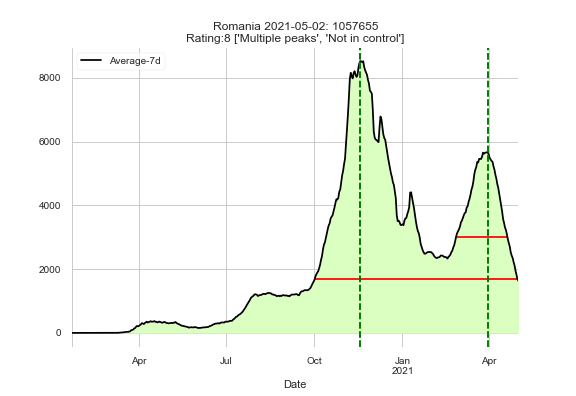 Romania 2021-05-02: 1057655
Rating:8 ['Multiple peaks', 'Not in control']
Average-7d
8000
6000
4000
2000
0
Apr
Jul
Oct
Jan
2021
Apr
Date